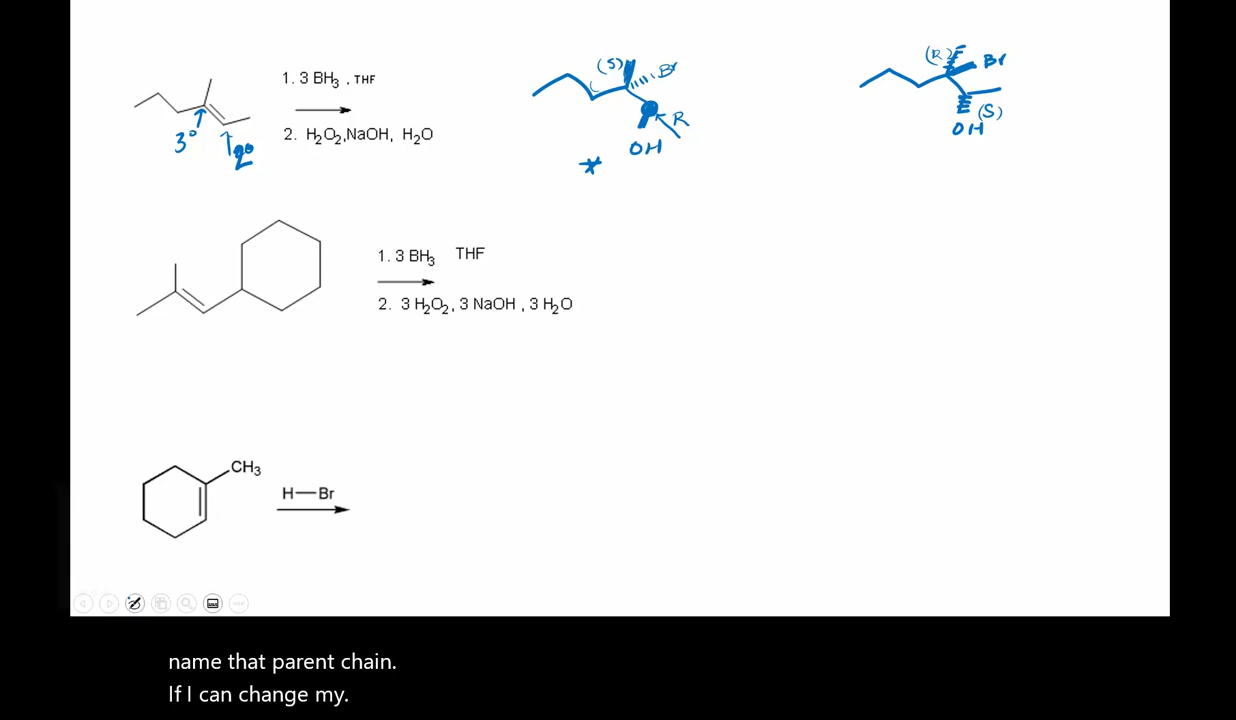 1. 3 BH3 . THF
2. H2O2,NaOH, H2O
3°
2°
(S)
Br
R
OH
*
(R)
Br
(S)
OH
1. 3 BH3 THF
2. 3 H2O2, 3 NaOH , 3 H2O
CH3
H—Br
name that parent chain.
If I can change my.